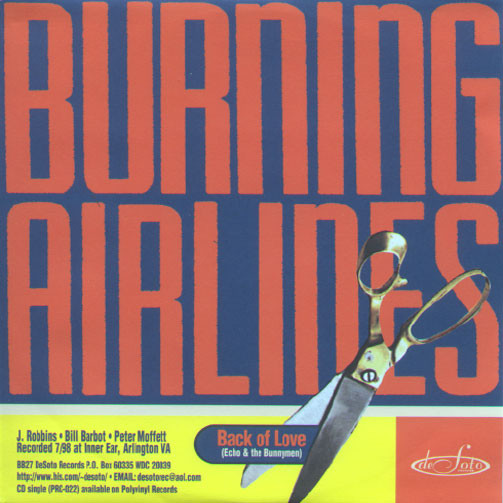 BURNING
AIRLINES
J. Robbins • Bill Barbot • Peter Moffett
Recorded 7/98 at Inner Ear, Arlington VA
BB27 DeSoto Records P.O. Box 60335 WDC 20039
http://www.his.com/~desoto/ • EMAIL: desotorec@aol.com
CD single (PRC-022) available on Polyvinyl Records
Back of Love
(Echo & the Bunnymen)
de Soto